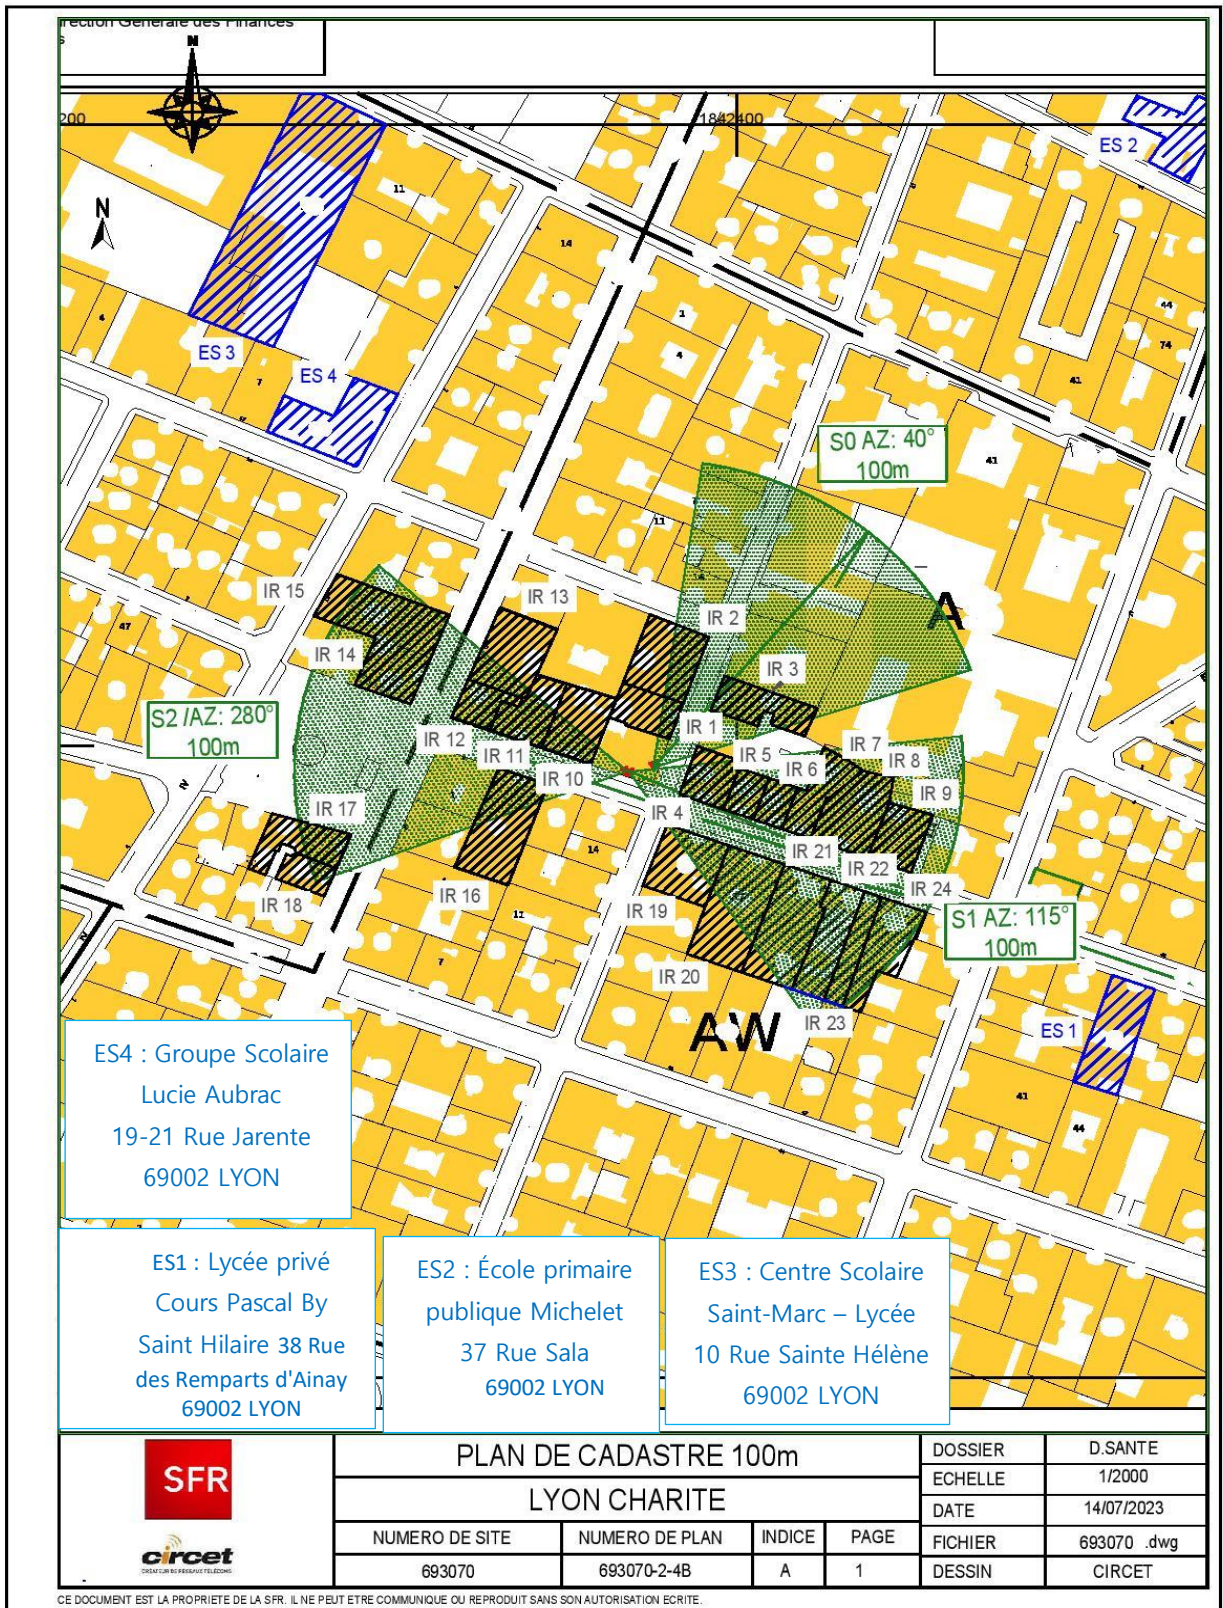 irection Générale des Finances
s
N
200
1842400
ES 2
N
11
14
1
4
44
74
41
4
ES 3
7
ES 4
S0 AZ: 40°
100m
41
11
A
IR 15
IR 13
IR 2
47
IR 14
IR 3
S2 /AZ: 280°
100m
IR 12
IR 11
IR 10
IR 1
IR 5
IR 6
IR 7
IR 8
IR 9
IR 17
IR 4
14
IR 21
IR 22
IR 24
IR 18
IR 16
11
IR 19
S1 AZ: 115°
100m
7
IR 20
IR 23
AW
ES 1
41
44
ES4 : Groupe Scolaire
Lucie Aubrac
19-21 Rue Jarente
69002 LYON
ES1 : Lycée privé
Cours Pascal By
Saint Hilaire 38 Rue
des Remparts d'Ainay
69002 LYON
ES2 : École primaire
publique Michelet
37 Rue Sala
69002 LYON
ES3 : Centre Scolaire
Saint-Marc – Lycée
10 Rue Sainte Hélène
69002 LYON
SFR
circet
CRÉATEUR DE RÉSEAUX TÉLÉCOMS
PLAN DE CADASTRE 100m
LYON CHARITE
NUMERO DE SITE NUMERO DE PLAN INDICE PAGE
693070 693070-2-4B A 1
DOSSIER D.SANTE
ECHELLE 1/2000
DATE 14/07/2023
FICHIER 693070 .dwg
DESSIN CIRCET
CE DOCUMENT EST LA PROPRIETE DE LA SFR. IL NE PEUT ETRE COMMUNIQUE OU REPRODUIT SANS SON AUTORISATION ECRITE.